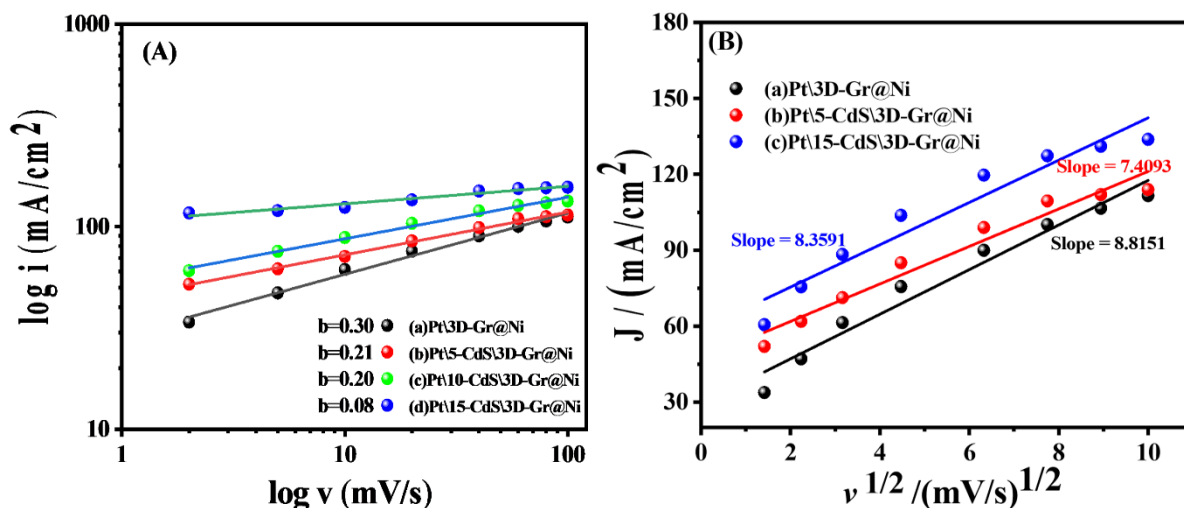 (A)
log i ( mA/cm²)
1000
100
10
b=0.30 (a)Pt\3D-Gr@Ni
b=0.21 (b)Pt\5-CdS\3D-Gr@Ni
b=0.20 (c)Pt\10-CdS\3D-Gr@Ni
b=0.08 (d)Pt\15-CdS\3D-Gr@Ni
1 10 100
log v (mV/s)
(B)
J / ( mA/cm²)
180
150
120
90
60
30
(a)Pt\3D-Gr@Ni
(b)Pt\5-CdS\3D-Gr@Ni
(c)Pt\15-CdS\3D-Gr@Ni
Slope = 7.4093
Slope = 8.3591
Slope = 8.8151
0 2 4 6 8 10
v 1/2 /(mV/s)1/2